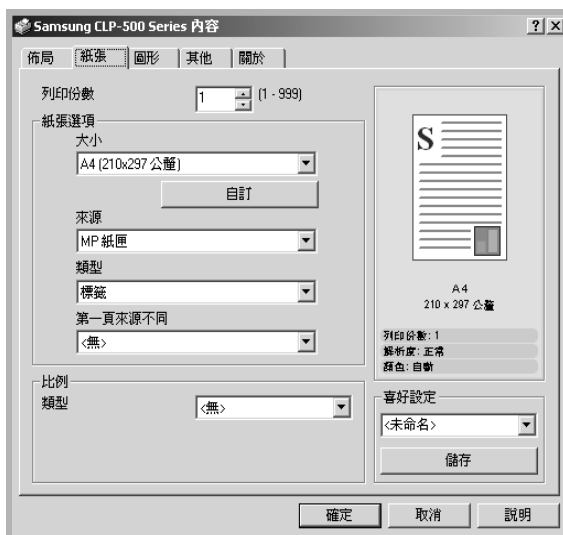 Samsung CLP-500 Series 內容
佈局 紙張 圖形 其他 關於
列印份數 1 (1 - 999)
紙張選項
大小
A4 (210x297 公釐)
自訂
來源
MP 紙匣
類型
標籤
第一頁來源不同
<無>
比例
類型 <無>
S
A4
210 x 297 公釐
列印份數: 1
解析度: 正常
顏色: 自動
喜好設定
<未命名>
儲存
確定 取消 說明